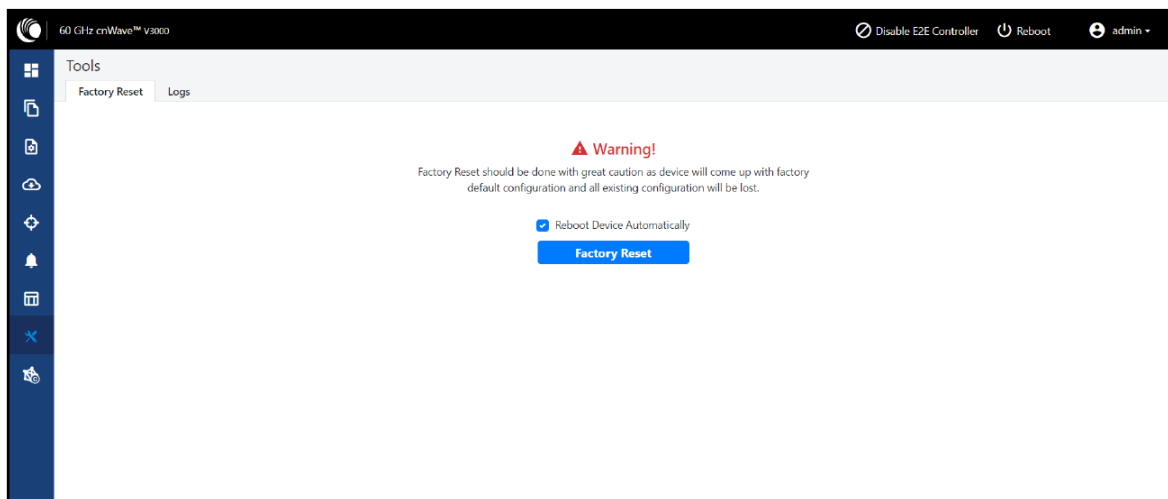 60 GHz cnWave™ V3000
Disable E2E Controller
Reboot
admin
Tools
Factory Reset
Logs
Warning!
Factory Reset should be done with great caution as device will come up with factory
default configuration and all existing configuration will be lost.
Reboot Device Automatically
Factory Reset